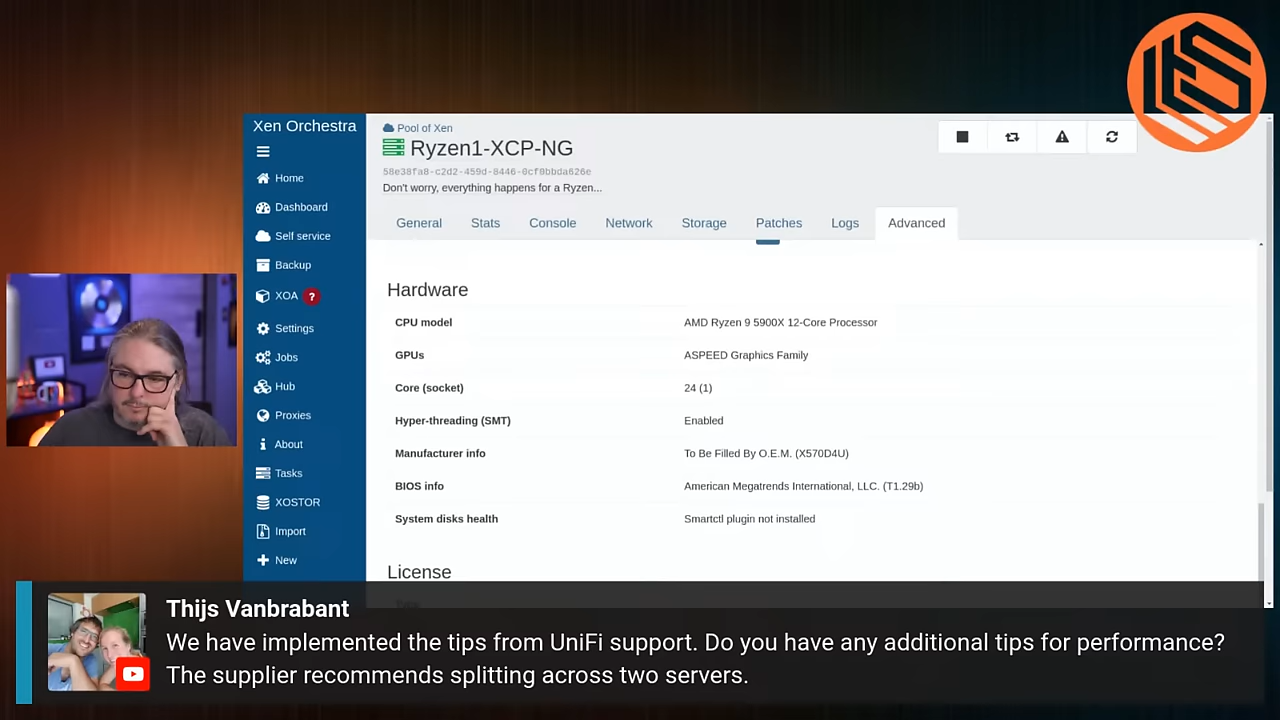 Xen Orchestra
Home
Dashboard
Self service
Backup
XOA ?
Settings
Jobs
Hub
Proxies
About
Tasks
XOSTOR
Import
New
Pool of Xen
Ryzen1-XCP-NG
58e38fa8-c2d2-459d-8446-0cf0bbda626e
Don't worry, everything happens for a Ryzen...
General Stats Console Network Storage Patches Logs Advanced
Hardware
CPU model AMD Ryzen 9 5900X 12-Core Processor
GPUs ASPEED Graphics Family
Core (socket) 24 (1)
Hyper-threading (SMT) Enabled
Manufacturer info To Be Filled By O.E.M. (X570D4U)
BIOS info American Megatrends International, LLC. (T1.29b)
System disks health Smartctl plugin not installed
License
Thijs Vanbrabant
We have implemented the tips from UniFi support. Do you have any additional tips for performance?
The supplier recommends splitting across two servers.